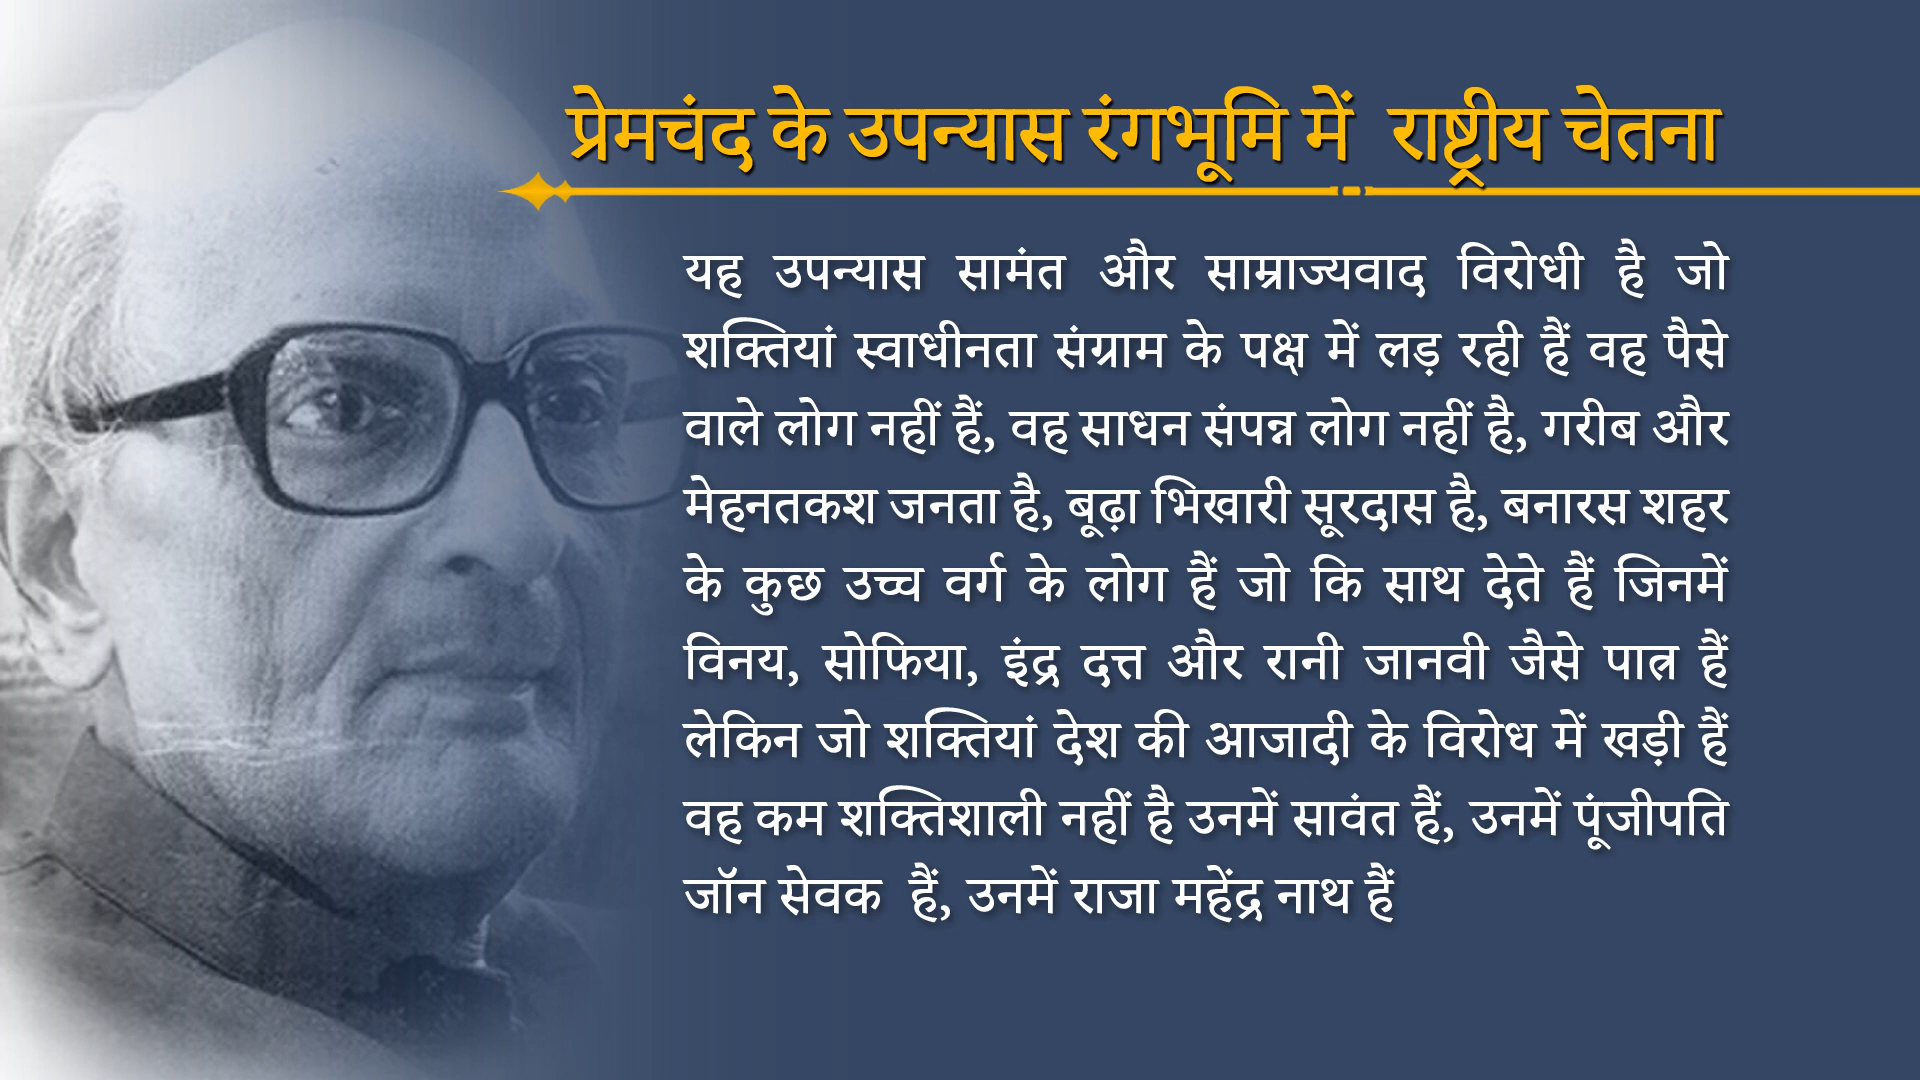 प्रेमचंद के उपन्यास रंगभूमि में राष्ट्रीय चेतना
यह उपन्यास सामंत और साम्राज्यवाद विरोधी है जो
शक्तियां स्वाधीनता संग्राम के पक्ष में लड़ रही हैं वह पैसे
वाले लोग नहीं हैं, वह साधन संपन्न लोग नहीं है, गरीब और
मेहनतकश जनता है, बूढ़ा भिखारी सूरदास है, बनारस शहर
के कुछ उच्च वर्ग के लोग हैं जो कि साथ देते हैं जिनमें
विनय, सोफिया, इंद्र दत्त और रानी जानवी जैसे पात्र हैं
लेकिन जो शक्तियां देश की आजादी के विरोध में खड़ी हैं
वह कम शक्तिशाली नहीं है उनमें सावंत हैं, उनमें पूंजीपति
जॉन सेवक हैं, उनमें राजा महेंद्र नाथ हैं